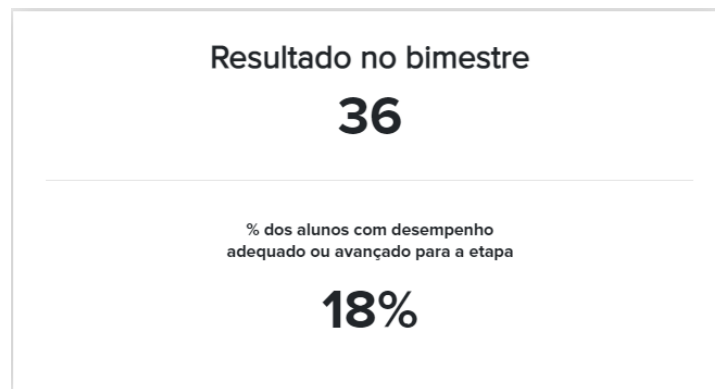 Resultado no bimestre
36
% dos alunos com desempenho
adequado ou avançado para a etapa
18%